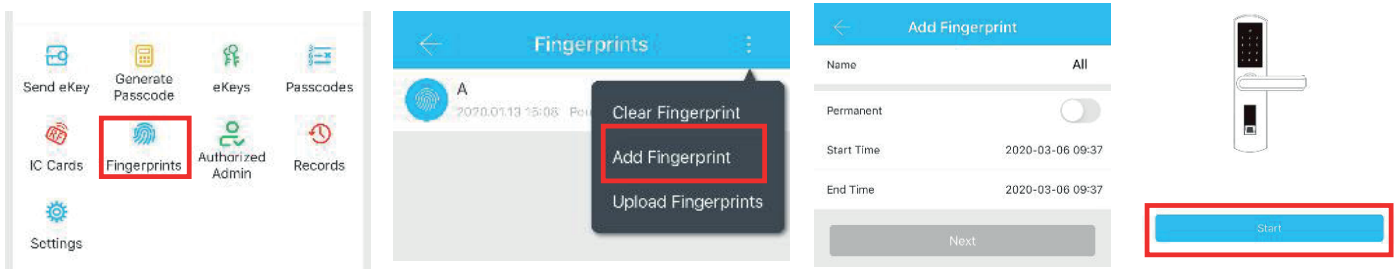 Send eKey
Generate
Passcode
eKeys
Passcodes
IC Cards
Fingerprints
Authorized
Admin
Records
Settings
Fingerprints
A
2020.01.13 15:08
Clear Fingerprint
Add Fingerprint
Upload Fingerprints
Add Fingerprint
Name All
Permanent
Start Time 2020-03-06 09:37
End Time 2020-03-06 09:37
Next
Start